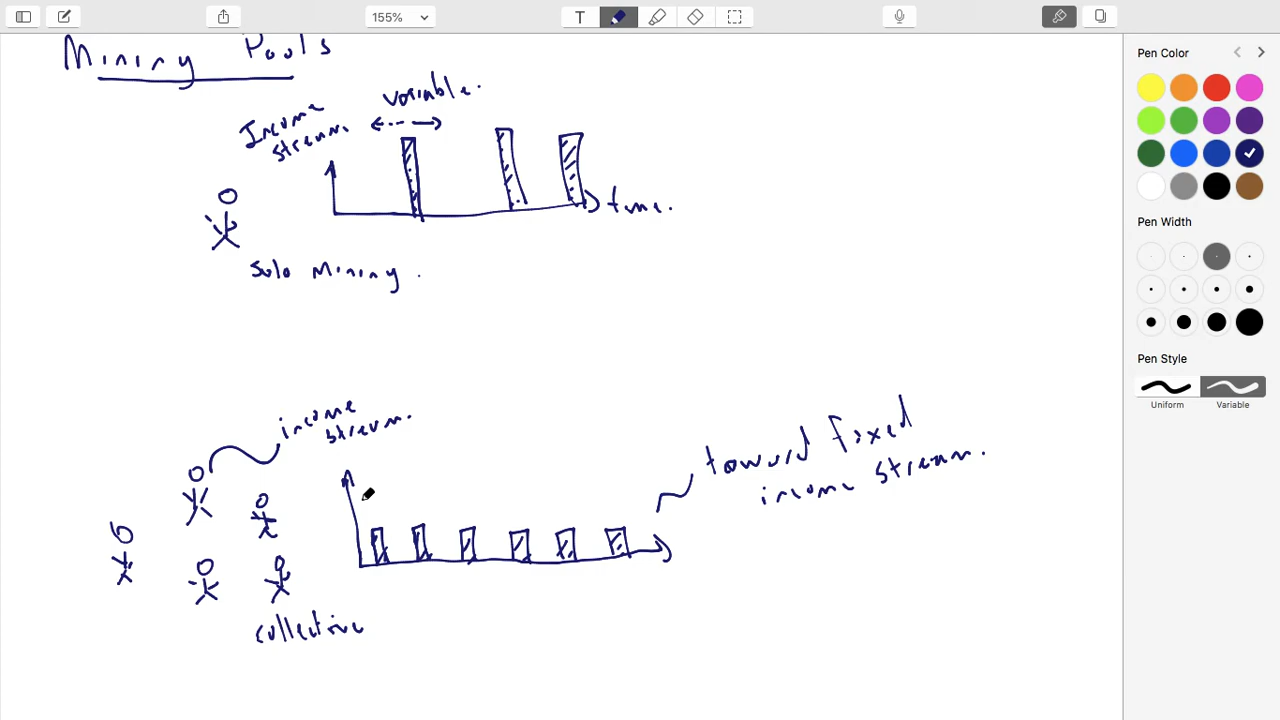 155%
T
Mining Pools
variable.
Income
stream.
time.
Solo Mining.
income
stream.
toward fixed
income stream.
collective
Pen Color
Pen Width
Pen Style
Uniform
Variable